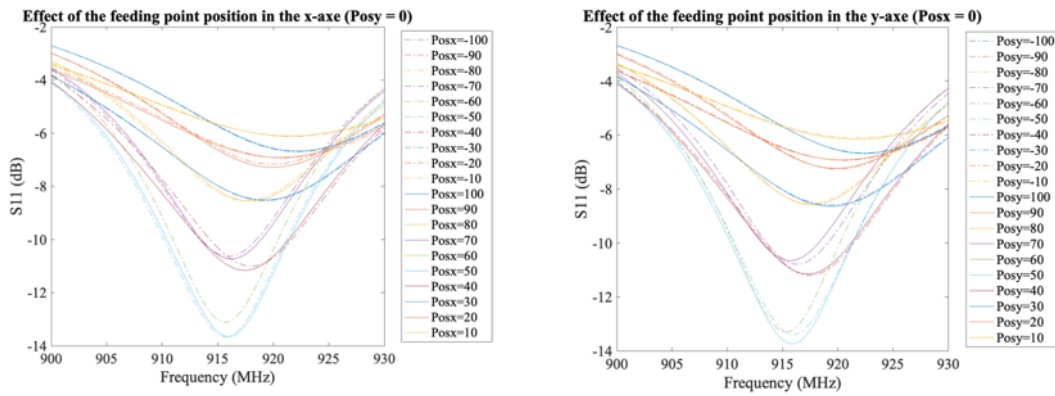 Effect of the feeding point position in the x-axe (Posy = 0)
-2
-4
-6
-8
-10
-12
-14
S11 (dB)
900
905
910
915
920
925
930
Frequency (MHz)
Posx=-100
Posx=-90
Posx=-80
Posx=-70
Posx=-60
Posx=-50
Posx=-40
Posx=-30
Posx=-20
Posx=-10
Posx=100
Posx=90
Posx=80
Posx=70
Posx=60
Posx=50
Posx=40
Posx=30
Posx=20
Posx=10
Effect of the feeding point position in the y-axe (Posx = 0)
-2
-4
-6
-8
-10
-12
-14
S11 (dB)
900
905
910
915
920
925
930
Frequency (MHz)
Posy=-100
Posy=-90
Posy=-80
Posy=-70
Posy=-60
Posy=-50
Posy=-40
Posy=-30
Posy=-20
Posy=-10
Posy=100
Posy=90
Posy=80
Posy=70
Posy=60
Posy=50
Posy=40
Posy=30
Posy=20
Posy=10